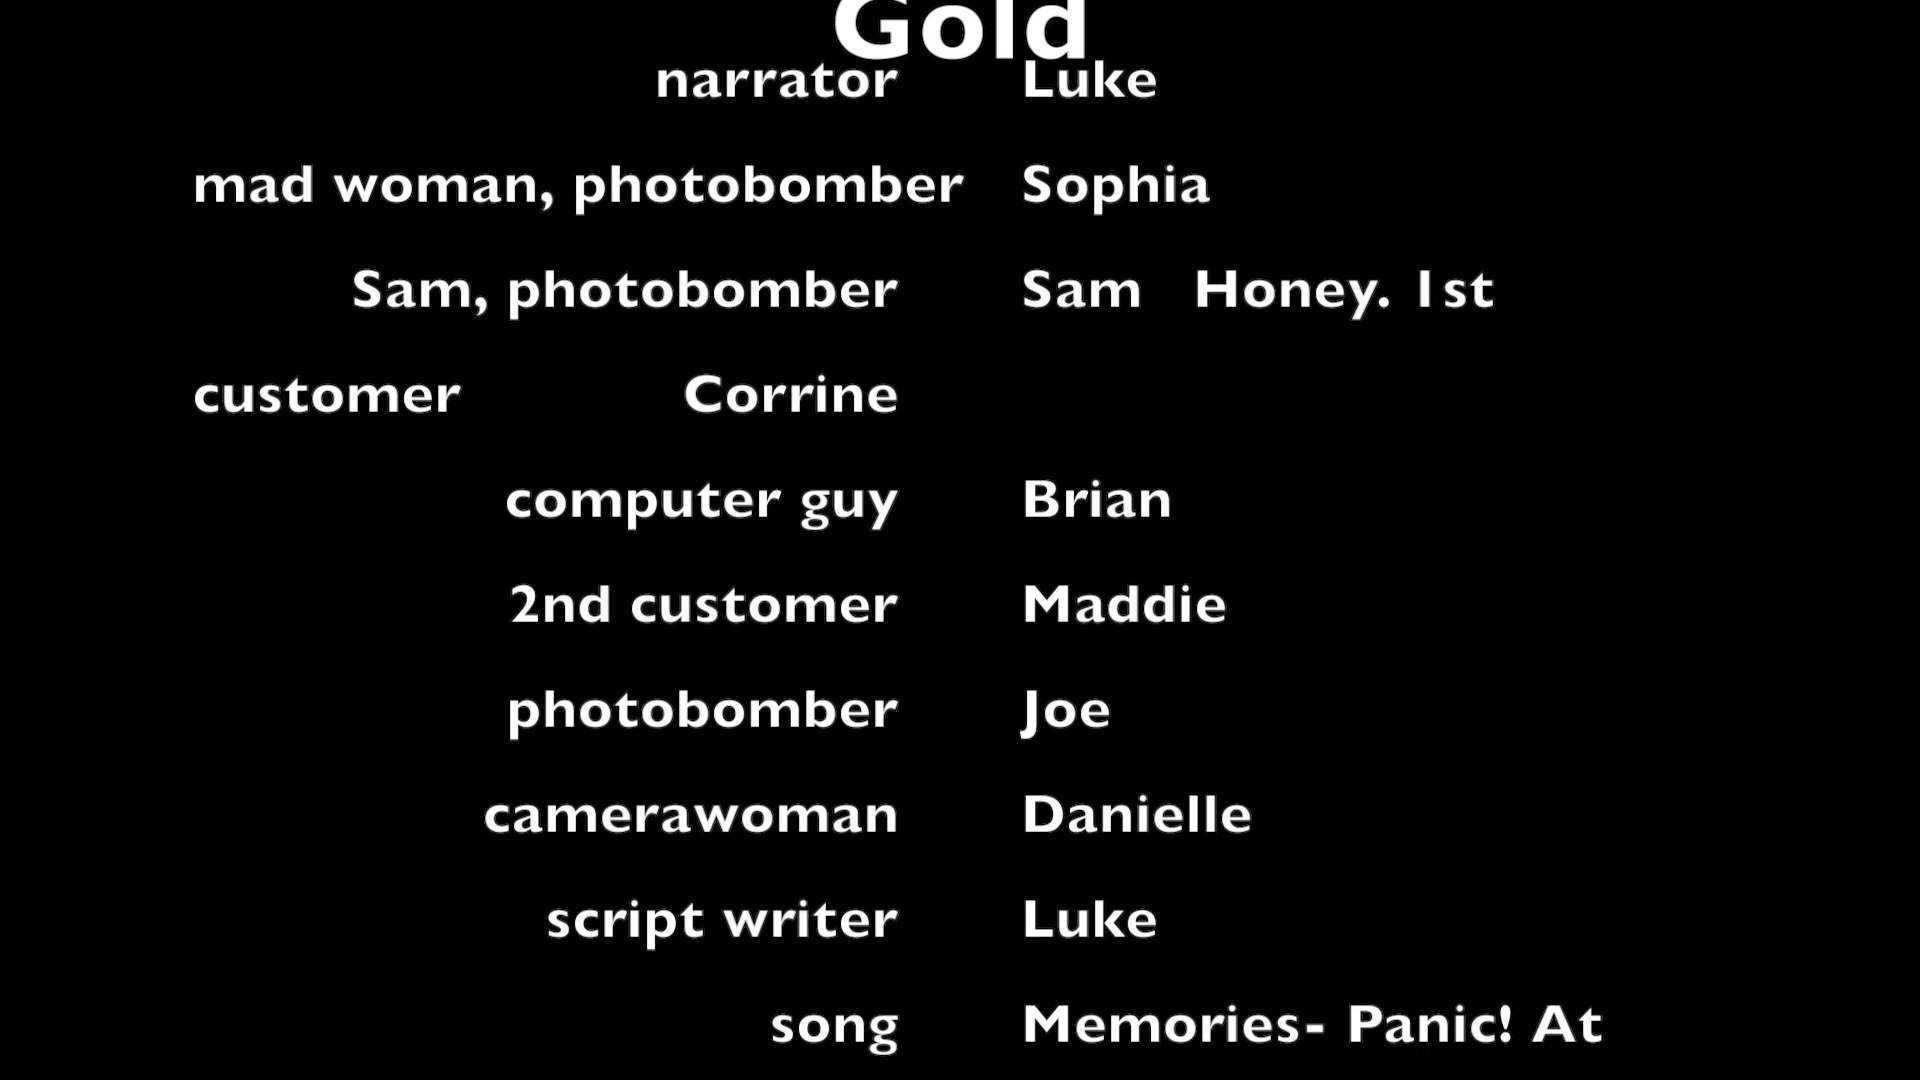 Gold
narrator Luke
mad woman, photobomber Sophia
Sam, photobomber Sam Honey. 1st
customer Corrine
computer guy Brian
2nd customer Maddie
photobomber Joe
camerawoman Danielle
script writer Luke
song Memories- Panic! At